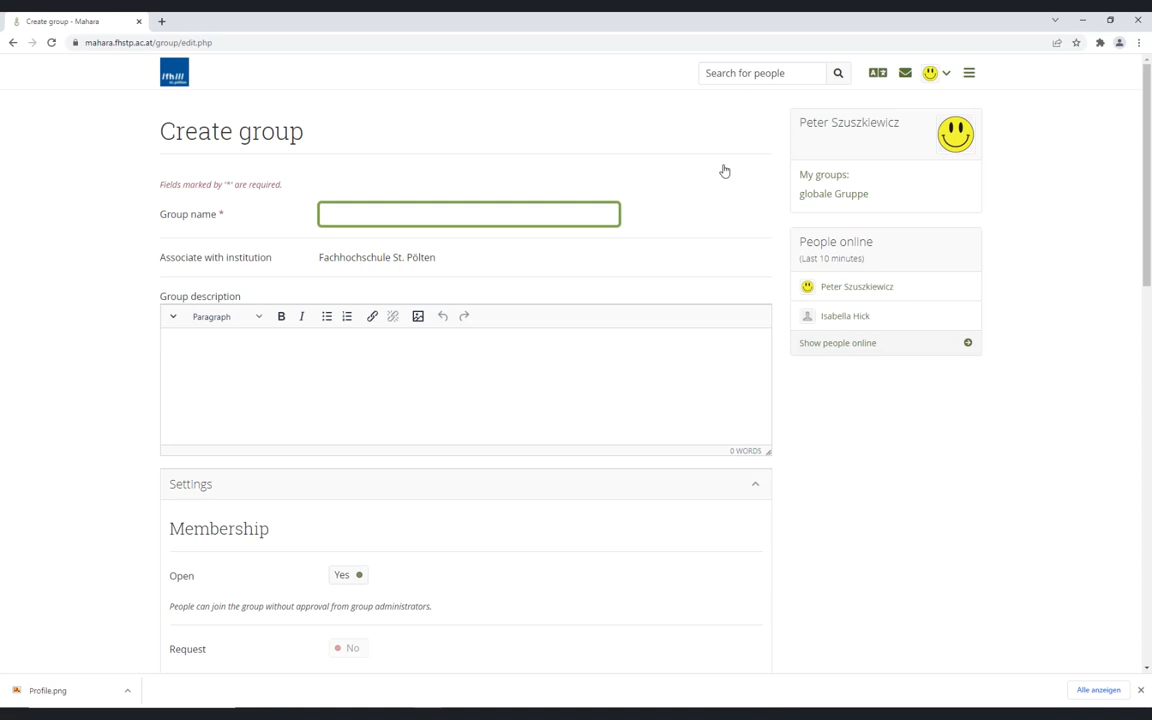 Create group - Mahara
mahara.fhstp.ac.at/group/edit.php
/fh///
st. pölten
Search for people
Create group
Fields marked by '*' are required.
Group name *
Associate with institution
Fachhochschule St. Pölten
Group description
Paragraph
B
I
0 WORDS
Settings
Membership
Open
Yes
People can join the group without approval from group administrators.
Request
No
Peter Szuszkiewicz
My groups:
globale Gruppe
People online
(Last 10 minutes)
Peter Szuszkiewicz
Isabella Hick
Show people online
Profile.png
Alle anzeigen